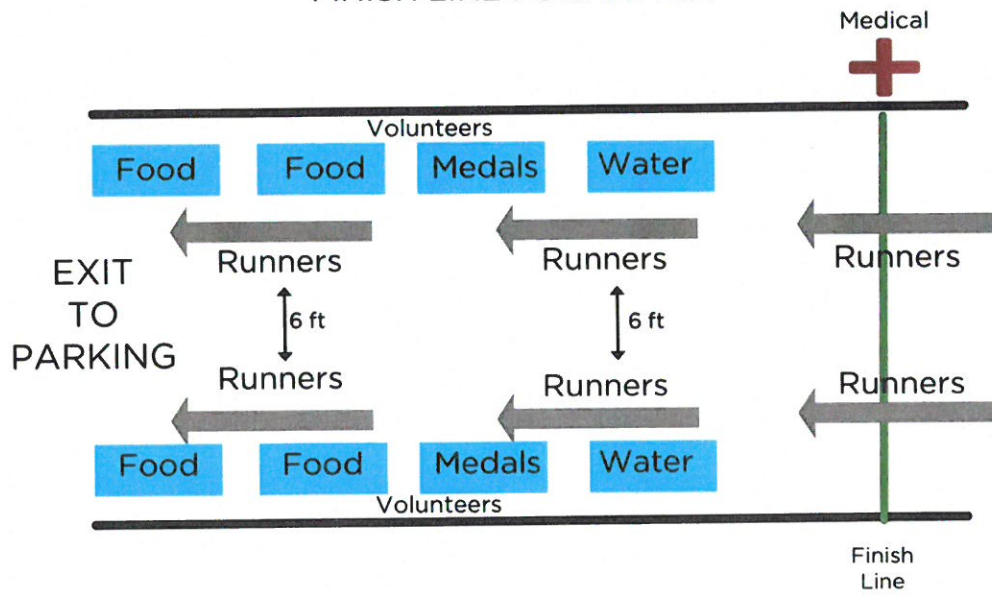 Medical
Volunteers
Food Food Medals Water
Runners Runners Runners
EXIT
TO
PARKING
6 ft 6 ft
Runners Runners Runners
Food Food Medals Water
Volunteers
Finish
Line